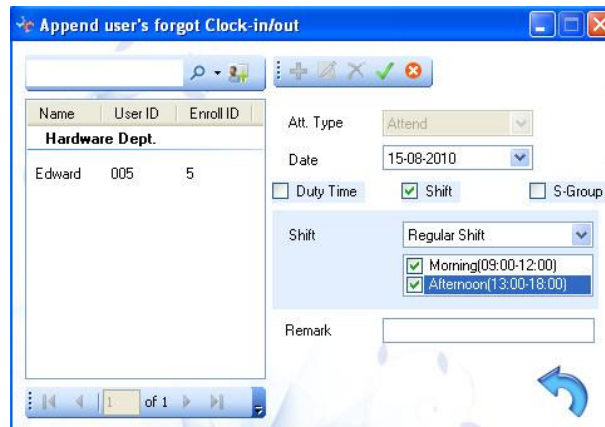 Append user's forgot Clock-in/out
Name User ID Enroll ID
Hardware Dept.
Edward 005 5
1 of 1
Att. Type Attend
Date 15-08-2010
Duty Time Shift S-Group
Shift Regular Shift
Morning(09:00-12:00)
Afternoon(13:00-18:00)
Remark